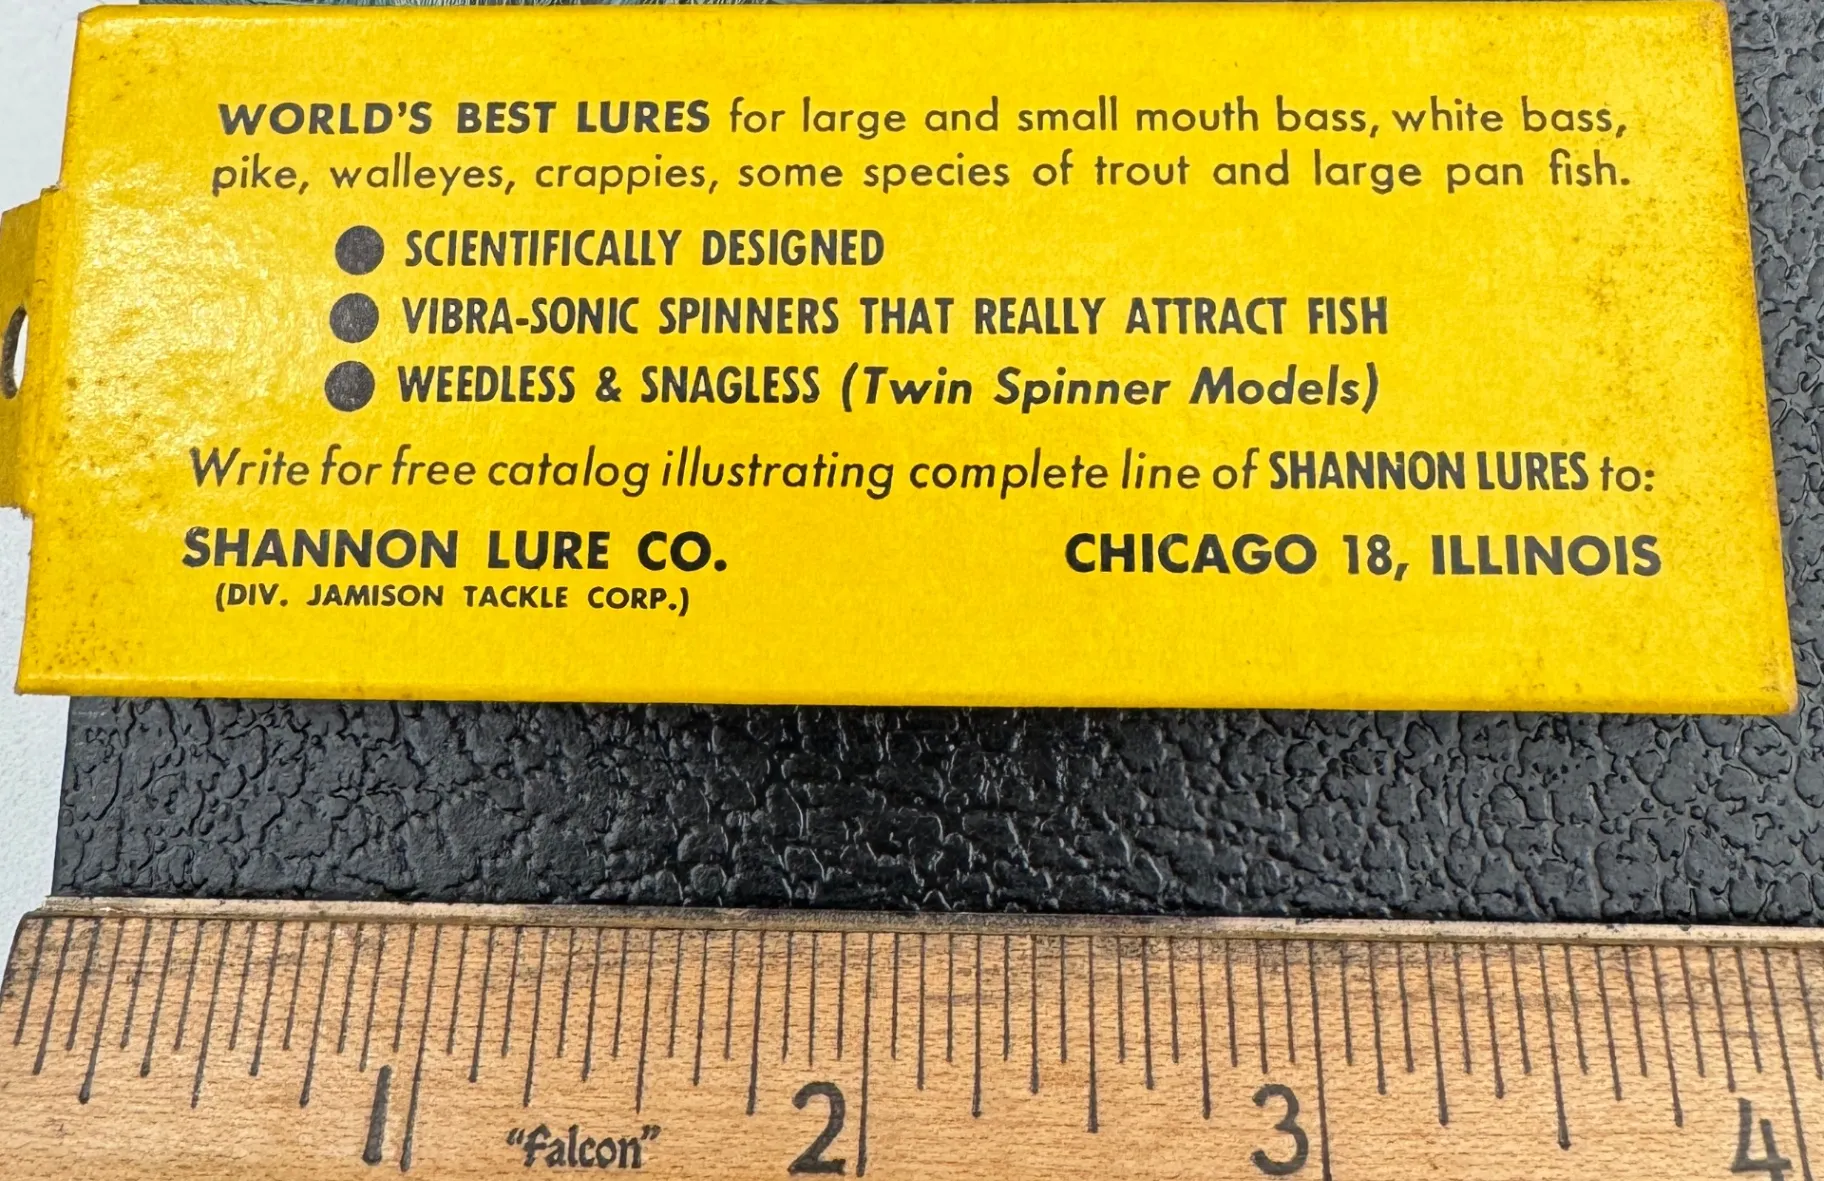 WORLD'S BEST LURES for large and small mouth bass, white bass,
pike, walleyes, crappies, some species of trout and large pan fish.
● SCIENTIFICALLY DESIGNED
● VIBRA-SONIC SPINNERS THAT REALLY ATTRACT FISH
● WEEDLESS & SNAGLESS (Twin Spinner Models)
Write for free catalog illustrating complete line of SHANNON LURES to:
SHANNON LURE CO. CHICAGO 18, ILLINOIS
(DIV. JAMISON TACKLE CORP.)
1 "Falcon" 2 3 4